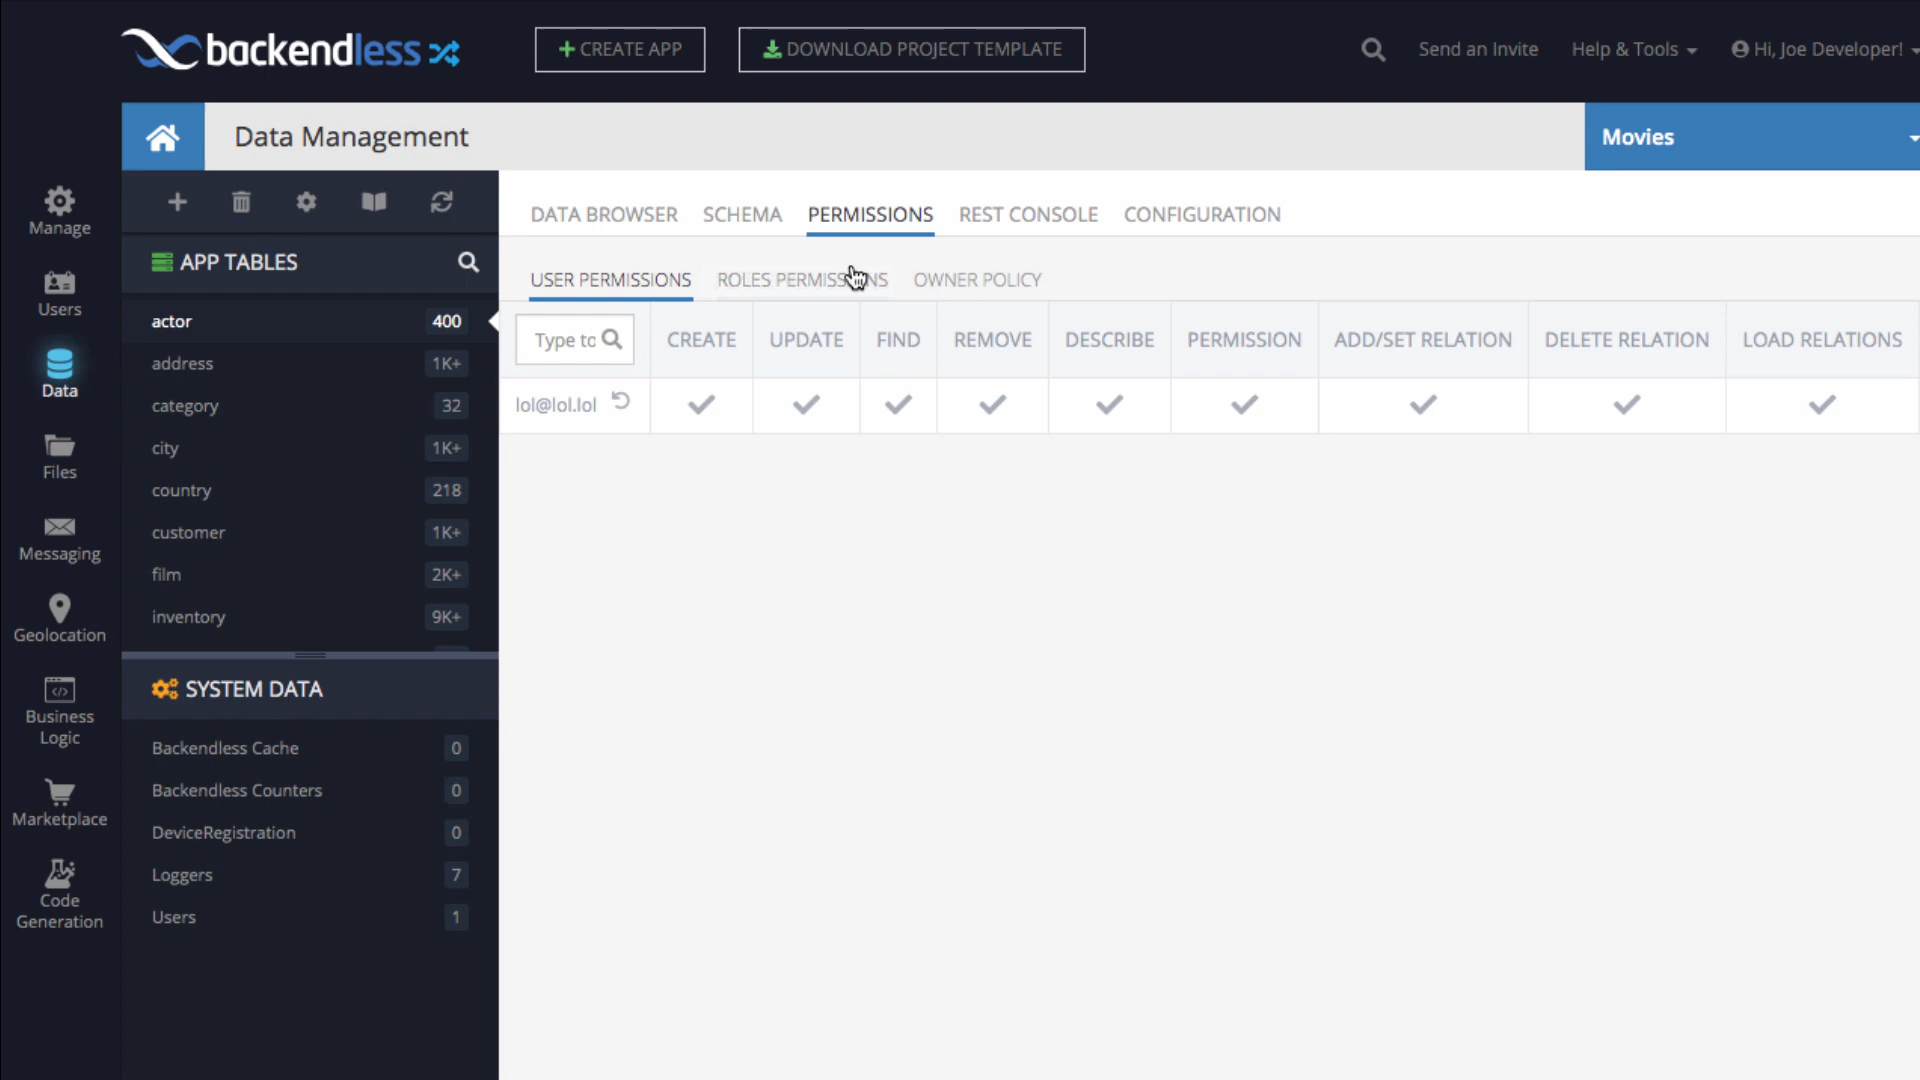 backendless
CREATE APP
DOWNLOAD PROJECT TEMPLATE
Send an Invite
Help & Tools
Hi, Joe Developer!
Data Management
Movies
Manage
Users
Data
Files
Messaging
Geolocation
Business
Logic
Marketplace
Code
Generation
APP TABLES
actor 400
address 1K+
category 32
city 1K+
country 218
customer 1K+
film 2K+
inventory 9K+
SYSTEM DATA
Backendless Cache 0
Backendless Counters 0
DeviceRegistration 0
Loggers 7
Users 1
DATA BROWSER SCHEMA PERMISSIONS REST CONSOLE CONFIGURATION
USER PERMISSIONS ROLES PERMISSIONS OWNER POLICY
Type to CREATE UPDATE FIND REMOVE DESCRIBE PERMISSION ADD/SET RELATION DELETE RELATION LOAD RELATIONS
lol@lol.lol